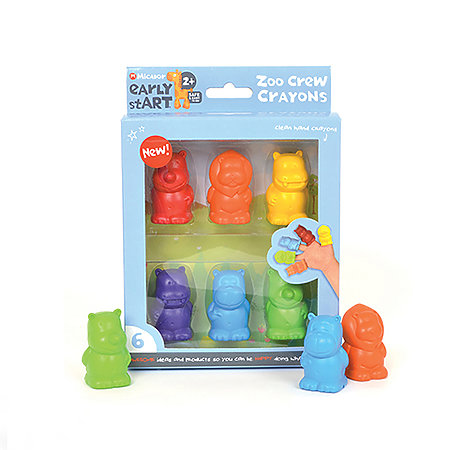 MICADOR
early
stART
2+
Zoo Crew
Crayons
clean hand crayons
New!
6
ideas and products so you can be happy doing